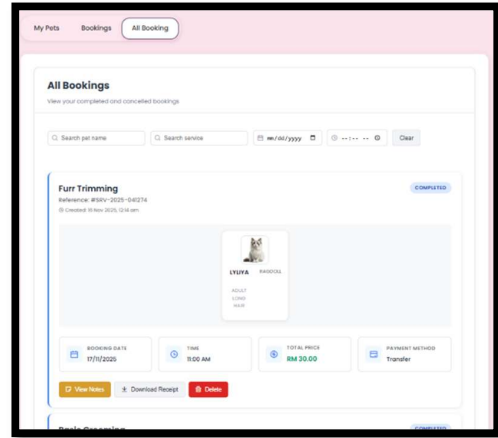 My Pets Bookings All Booking
All Bookings
View your completed and cancelled bookings
Search pet name Search service mm/dd/yyyy --:-- -- Clear
Furr Trimming COMPLETED
Reference: #SRV-2025-041274
Created: 15 Nov 2025, 12:14 am
LYLIYA RAGDOLL
ADULT
LONG
HAIR
BOOKING DATE TIME TOTAL PRICE PAYMENT METHOD
17/11/2025 11:00 AM RM 30.00 Transfer
View Notes Download Receipt Delete
Basic Grooming COMPLETED